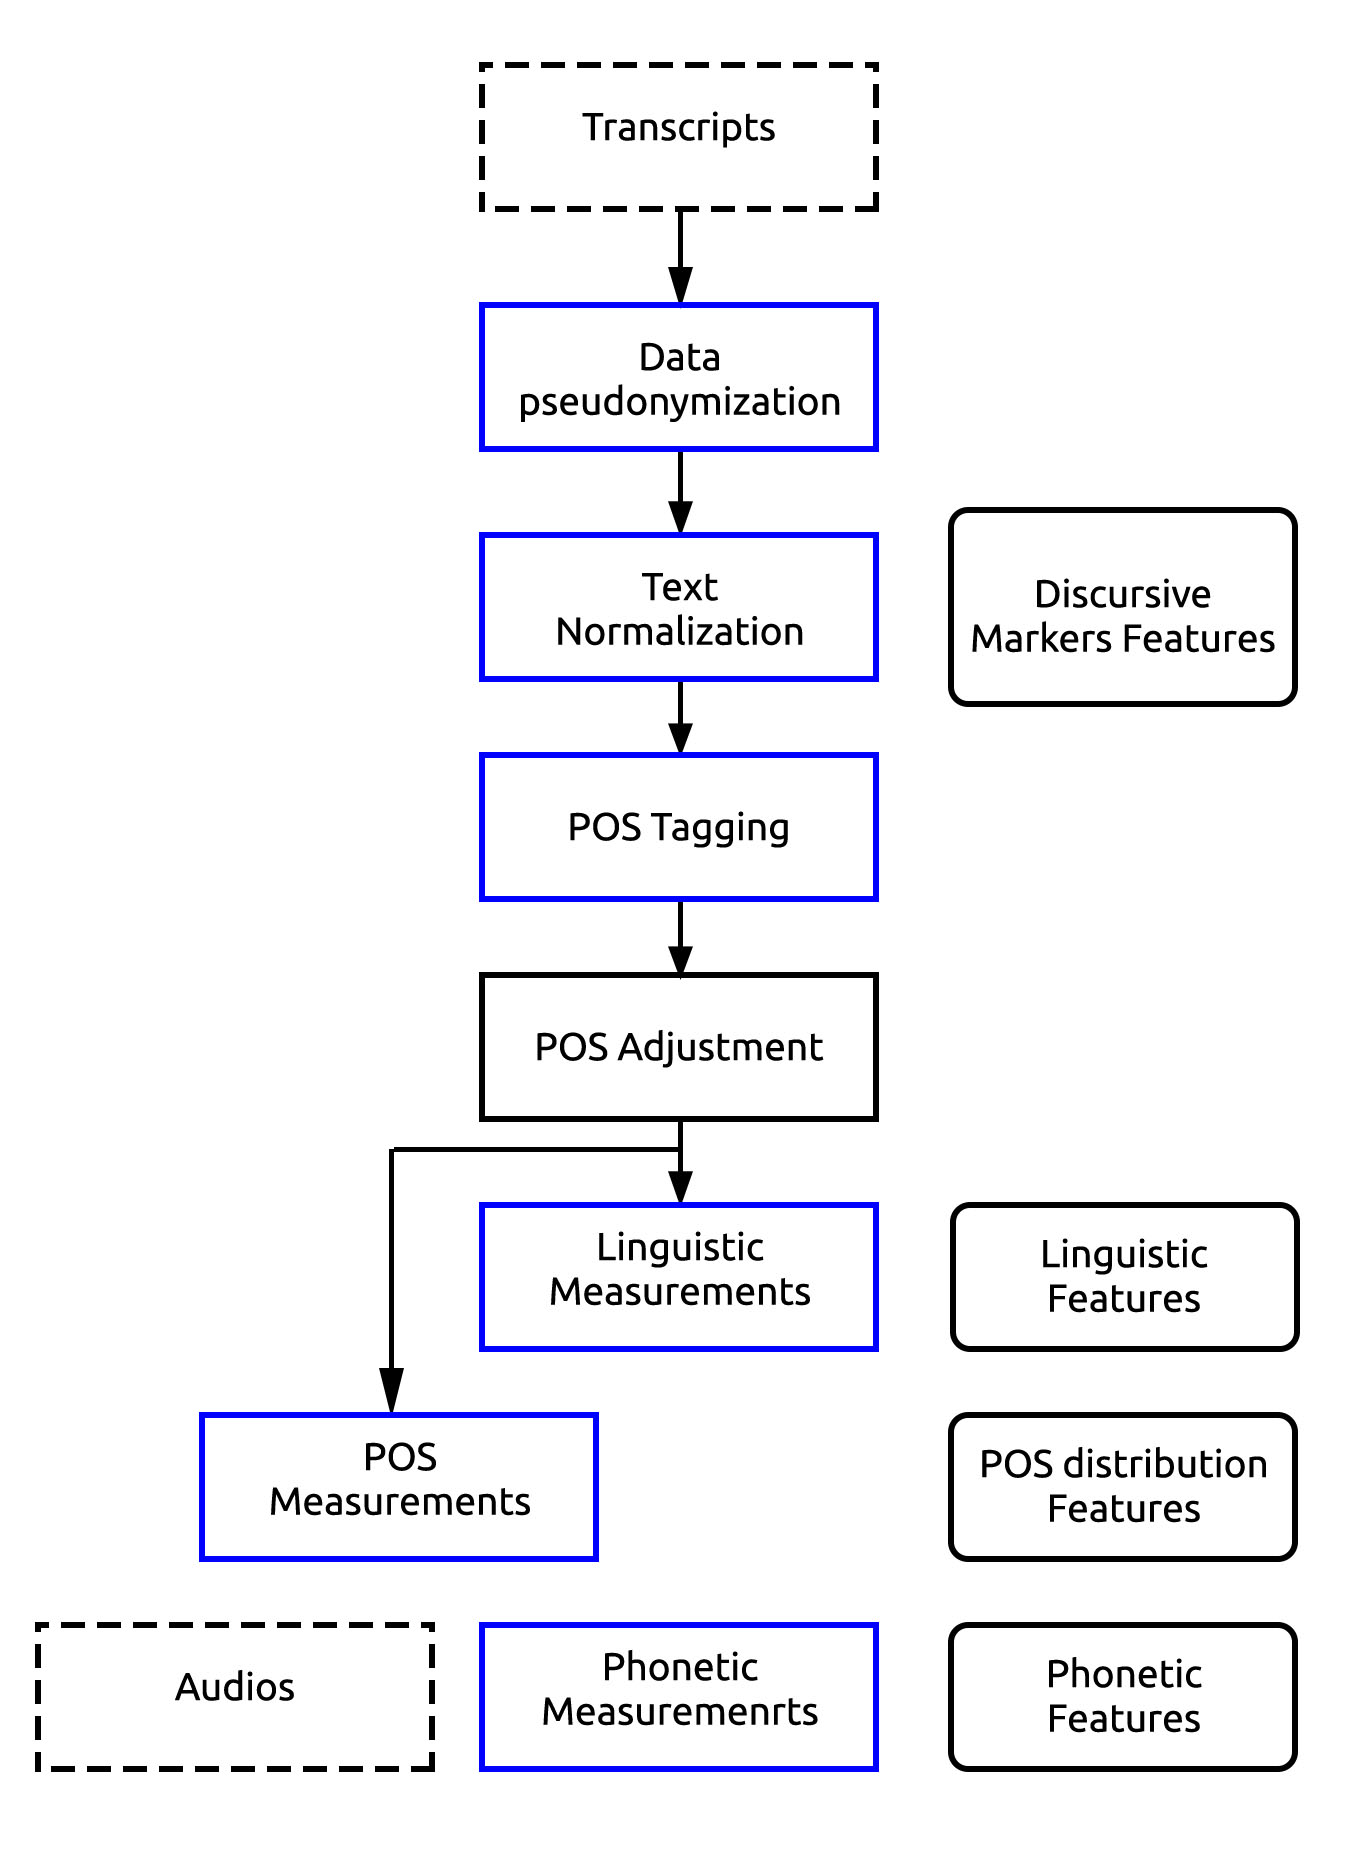 Transcripts
Data
pseudonymization
Text
Normalization
Discursive
Markers Features
POS Tagging
POS Adjustment
Linguistic
Measurements
Linguistic
Features
POS
Measurements
POS distribution
Features
Audios
Phonetic
Measuremenrts
Phonetic
Features